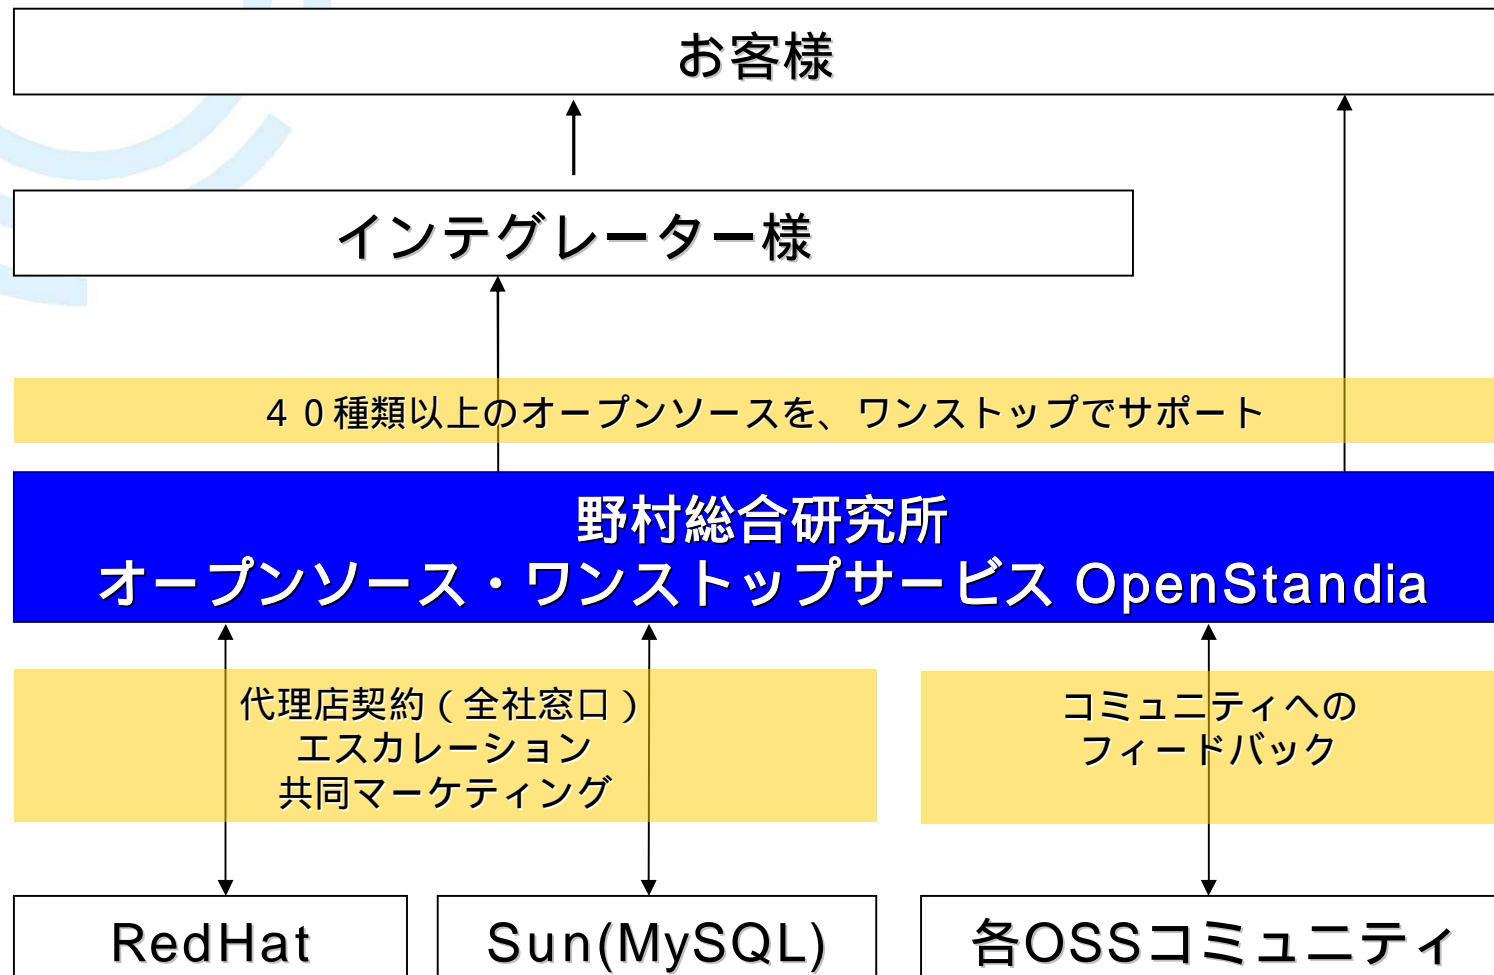 お客様
インテグレーター様
４０種類以上のオープンソースを、ワンストップでサポート
野村総合研究所
オープンソース・ワンストップサービス OpenStandia
代理店契約（全社窓口）
エスカレーション
共同マーケティング
コミュニティへの
フィードバック
RedHat
Sun(MySQL)
各OSSコミュニティ